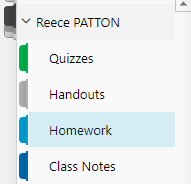 Reece PATTON
Quizzes
Handouts
Homework
Class Notes